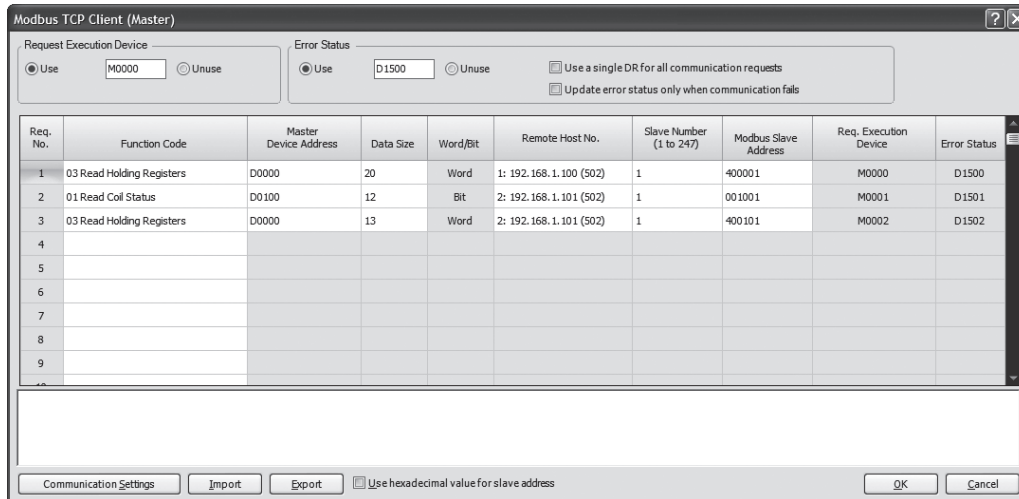 Modbus TCP Client (Master)
Request Execution Device
Use M0000 Unuse
Error Status
Use D1500 Unuse
Use a single DR for all communication requests
Update error status only when communication fails
Req. No. Function Code Master Device Address Data Size Word/Bit Remote Host No. Slave Number (1 to 247) Modbus Slave Address Req. Execution Device Error Status
1 03 Read Holding Registers D0000 20 Word 1: 192.168.1.100 (502) 1 400001 M0000 D1500
2 01 Read Coil Status D0100 12 Bit 2: 192.168.1.101 (502) 1 001001 M0001 D1501
3 03 Read Holding Registers D0000 13 Word 2: 192.168.1.101 (502) 1 400101 M0002 D1502
4
5
6
7
8
9
Communication Settings Import Export Use hexadecimal value for slave address OK Cancel